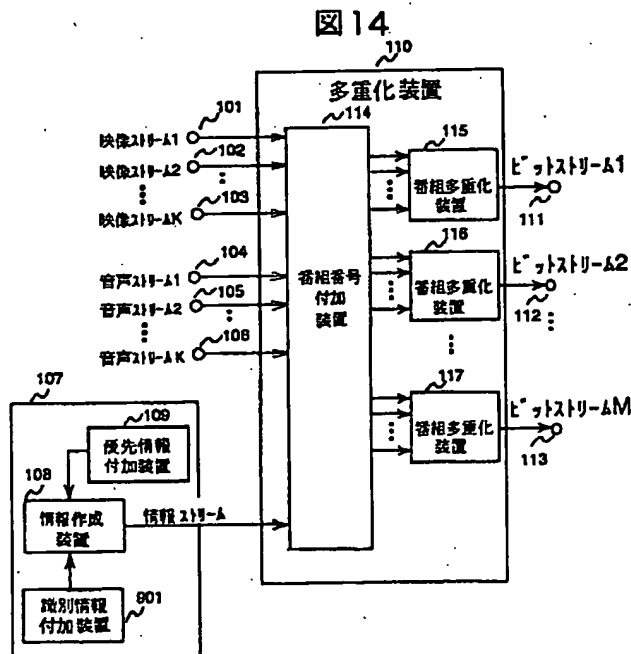 図14
110
多重化装置
114
101
映像ストリーム1
102
映像ストリーム2
映像ストリームK
103
104
音声ストリーム1
105
音声ストリーム2
音声ストリームK
106
番組番号
付加
装置
115
番組多重化
装置
ビットストリーム1
111
116
番組多重化
装置
ビットストリーム2
112
117
番組多重化
装置
ビットストリームM
113
107
109
優先情報
付加装置
108
情報作成
装置
情報ストリーム
識別情報
付加装置
901